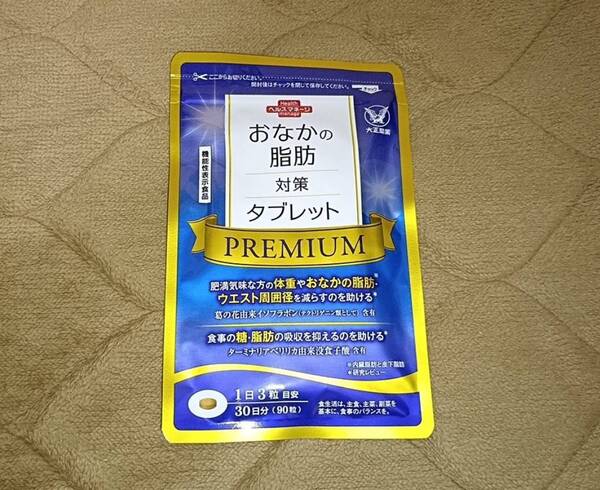 ここからお切りください。
開封後はチャックを閉じて保存してください。
チャック
Health
ヘルスマネージ
manage
大正製薬
機能性表示食品
おなかの
脂肪
対策
タブレット
PREMIUM
肥満気味な方の体重やおなかの脂肪※・
ウエスト周囲径を減らすのを助ける※
葛の花由来イソフラボン(テクトリゲニン類として) 含有
食事の糖・脂肪の吸収を抑えるのを助ける※
ターミナリアベリリカ由来没食子酸 含有
※内臓脂肪と皮下脂肪
※研究レビュー
1日3粒 目安
30日分(90粒)
食生活は、主食、主菜、副菜を
基本に、食事のバランスを。